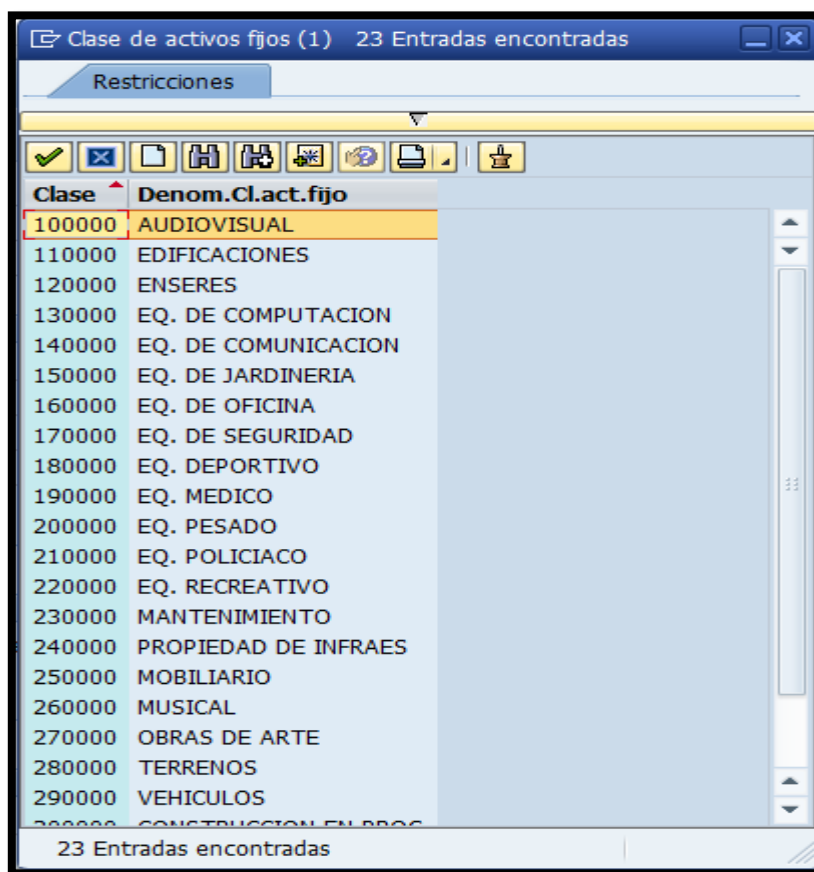 Clase de activos fijos (1) 23 Entradas encontradas
Restricciones
Clase Denom.Cl.act.fijo
100000 AUDIOVISUAL
110000 EDIFICACIONES
120000 ENSERES
130000 EQ. DE COMPUTACION
140000 EQ. DE COMUNICACION
150000 EQ. DE JARDINERIA
160000 EQ. DE OFICINA
170000 EQ. DE SEGURIDAD
180000 EQ. DEPORTIVO
190000 EQ. MEDICO
200000 EQ. PESADO
210000 EQ. POLICIACO
220000 EQ. RECREATIVO
230000 MANTENIMIENTO
240000 PROPIEDAD DE INFRAES
250000 MOBILIARIO
260000 MUSICAL
270000 OBRAS DE ARTE
280000 TERRENOS
290000 VEHICULOS
CONSTRUCCION EN PROC
23 Entradas encontradas